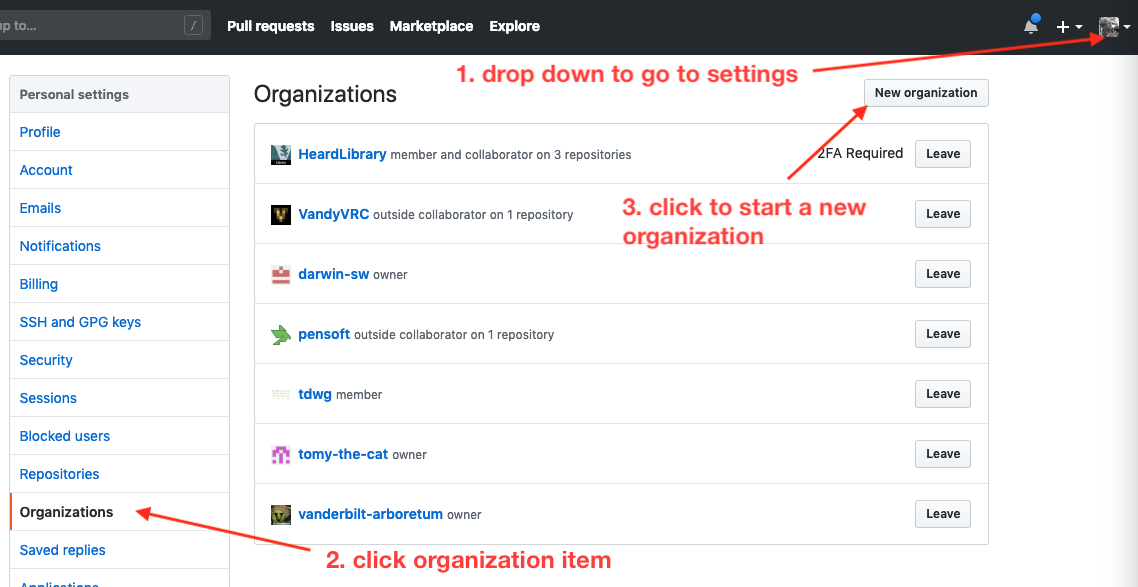 p to... /
Pull requests Issues Marketplace Explore
1. drop down to go to settings
Personal settings
Profile
Account
Emails
Notifications
Billing
SSH and GPG keys
Security
Sessions
Blocked users
Repositories
Organizations
Saved replies
Applications
Organizations
New organization
HeardLibrary member and collaborator on 3 repositories 2FA Required Leave
3. click to start a new
organization
VandyVRC outside collaborator on 1 repository Leave
darwin-sw owner Leave
pensoft outside collaborator on 1 repository Leave
tdwg member Leave
tomy-the-cat owner Leave
vanderbilt-arboretum owner Leave
2. click organization item